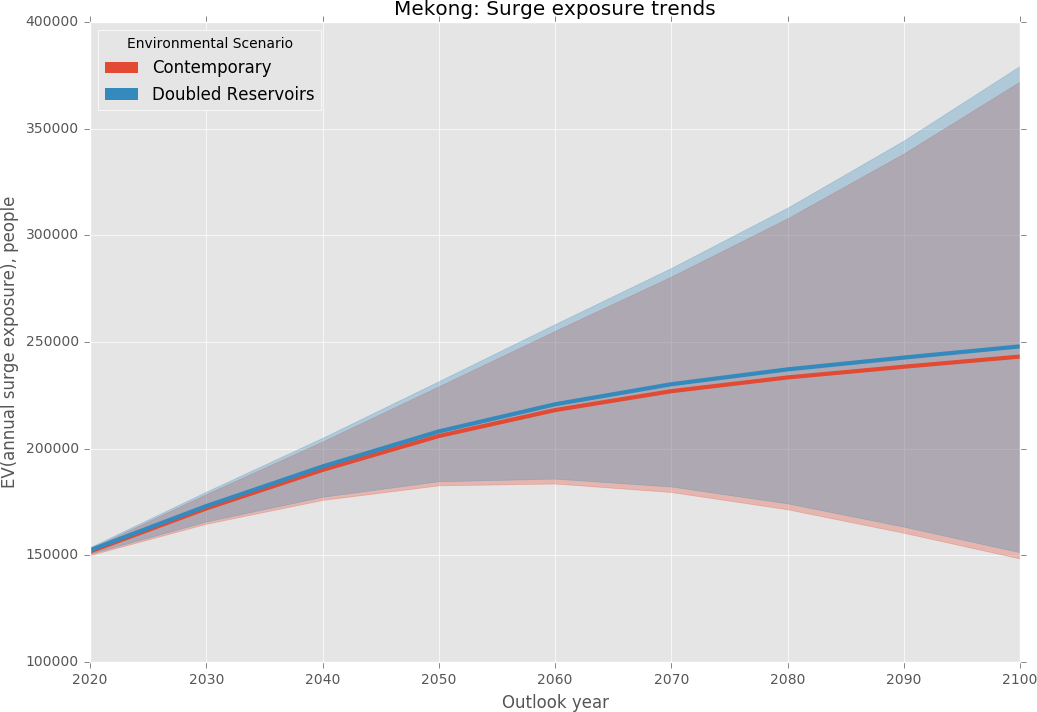 Mekong: Surge exposure trends
Environmental Scenario
Contemporary
Doubled Reservoirs
EV(annual surge exposure), people
400000
350000
300000
250000
200000
150000
100000
2020 2030 2040 2050 2060 2070 2080 2090 2100
Outlook year